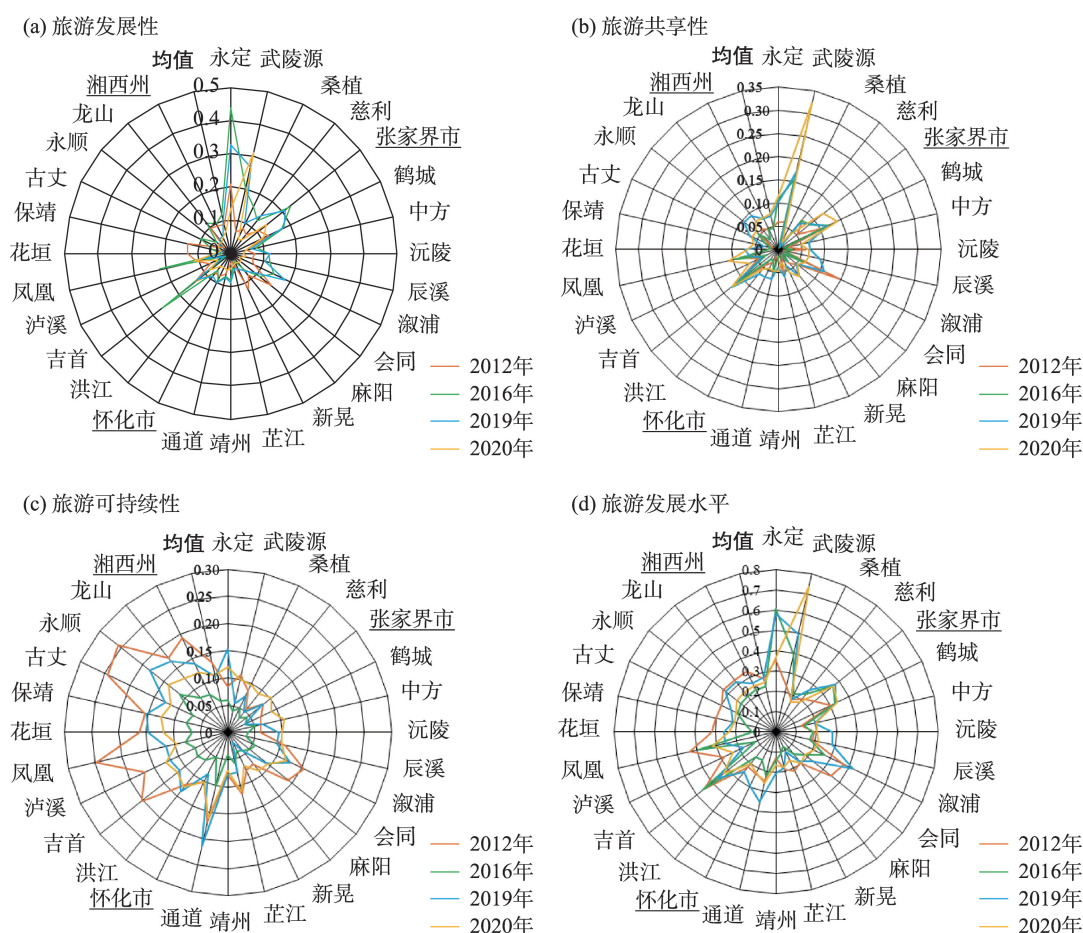 (a) 旅游发展性
均值 永定 武陵源
桑植
慈利
张家界市
鹤城
中方
沅陵
辰溪
溆浦
会同
麻阳
新晃
芷江
靖州
通道
怀化市
洪江
吉首
泸溪
凤凰
花垣
保靖
古丈
永顺
龙山
湘西州
0.5
0.4
0.3
0.2
0.1
0
2012年
2016年
2019年
2020年
(b) 旅游共享性
均值 永定 武陵源
桑植
慈利
张家界市
鹤城
中方
沅陵
辰溪
溆浦
会同
麻阳
新晃
芷江
靖州
通道
怀化市
洪江
吉首
泸溪
凤凰
花垣
保靖
古丈
永顺
龙山
湘西州
0.35
0.30
0.25
0.20
0.15
0.10
0.05
0
2012年
2016年
2019年
2020年
(c) 旅游可持续性
均值 永定 武陵源
桑植
慈利
张家界市
鹤城
中方
沅陵
辰溪
溆浦
会同
麻阳
新晃
芷江
靖州
通道
怀化市
洪江
吉首
泸溪
凤凰
花垣
保靖
古丈
永顺
龙山
湘西州
0.30
0.25
0.20
0.15
0.10
0.05
0
2012年
2016年
2019年
2020年
(d) 旅游发展水平
均值 永定 武陵源
桑植
慈利
张家界市
鹤城
中方
沅陵
辰溪
溆浦
会同
麻阳
新晃
芷江
靖州
通道
怀化市
洪江
吉首
泸溪
凤凰
花垣
保靖
古丈
永顺
龙山
湘西州
0.8
0.7
0.6
0.5
0.4
0.3
0.2
0.1
0
2012年
2016年
2019年
2020年